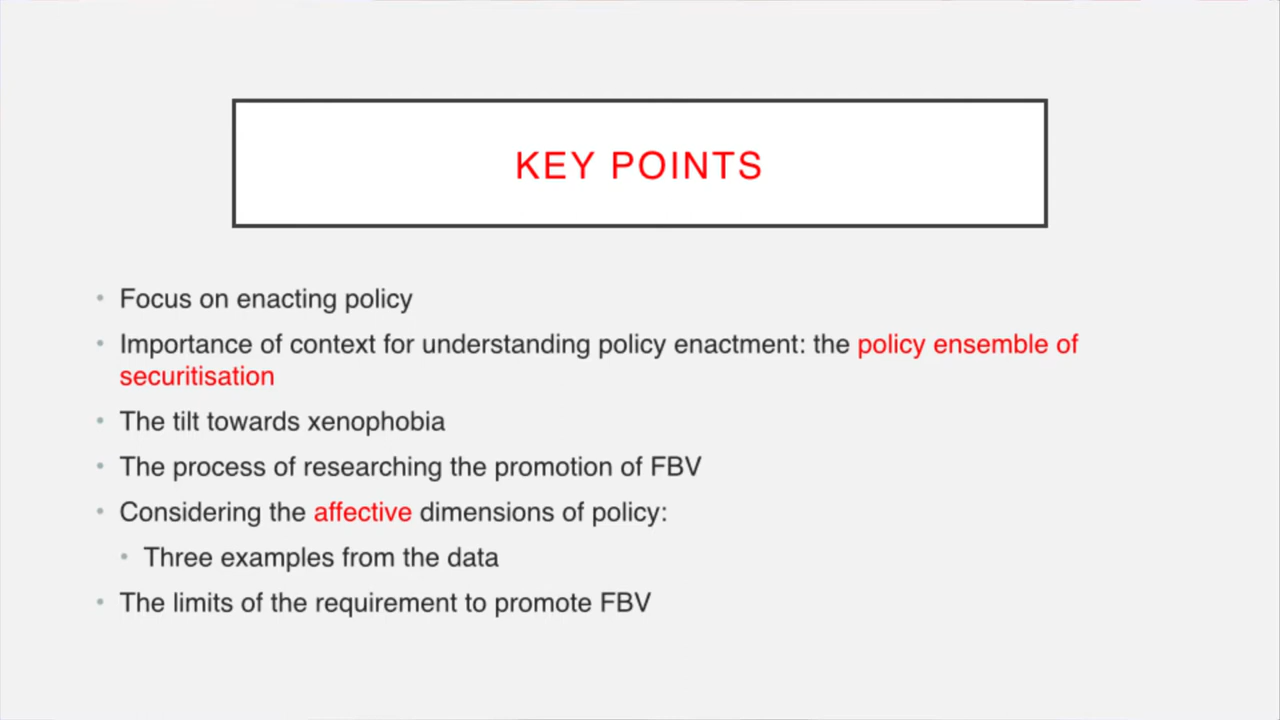 KEY POINTS
• Focus on enacting policy
• Importance of context for understanding policy enactment: the policy ensemble of
securitisation
• The tilt towards xenophobia
• The process of researching the promotion of FBV
• Considering the affective dimensions of policy:
• Three examples from the data
• The limits of the requirement to promote FBV